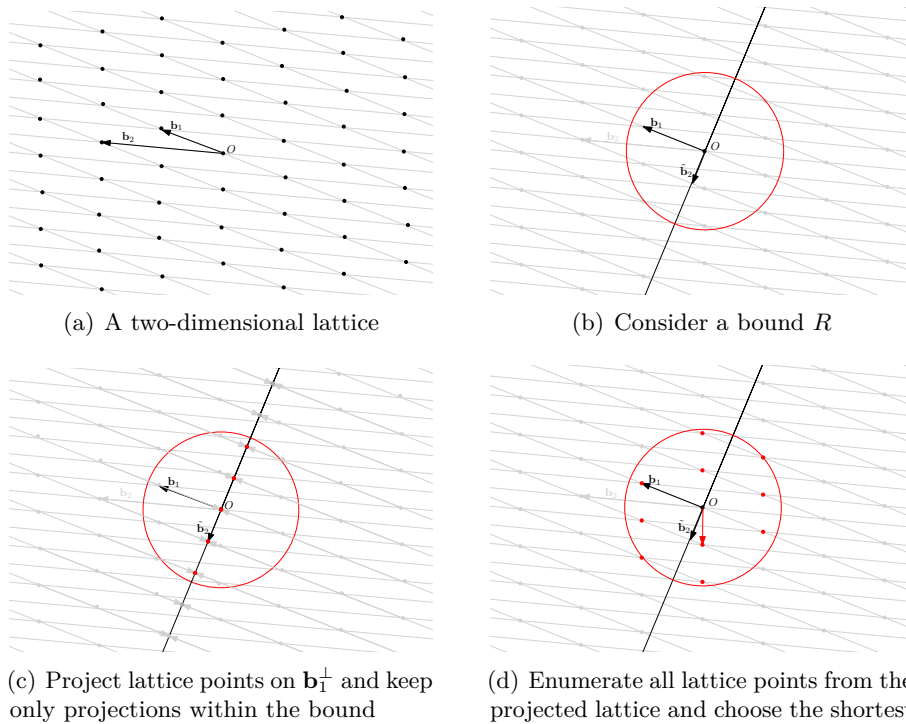 b₁
b₂
O
(a) A two-dimensional lattice
b₁
b₂
O
b̃₂
(b) Consider a bound R
b₁
b₂
O
b̃₂
(c) Project lattice points on b₁^⊥ and keep
only projections within the bound
b₁
b₂
O
b̃₂
(d) Enumerate all lattice points from the
projected lattice and choose the shortest